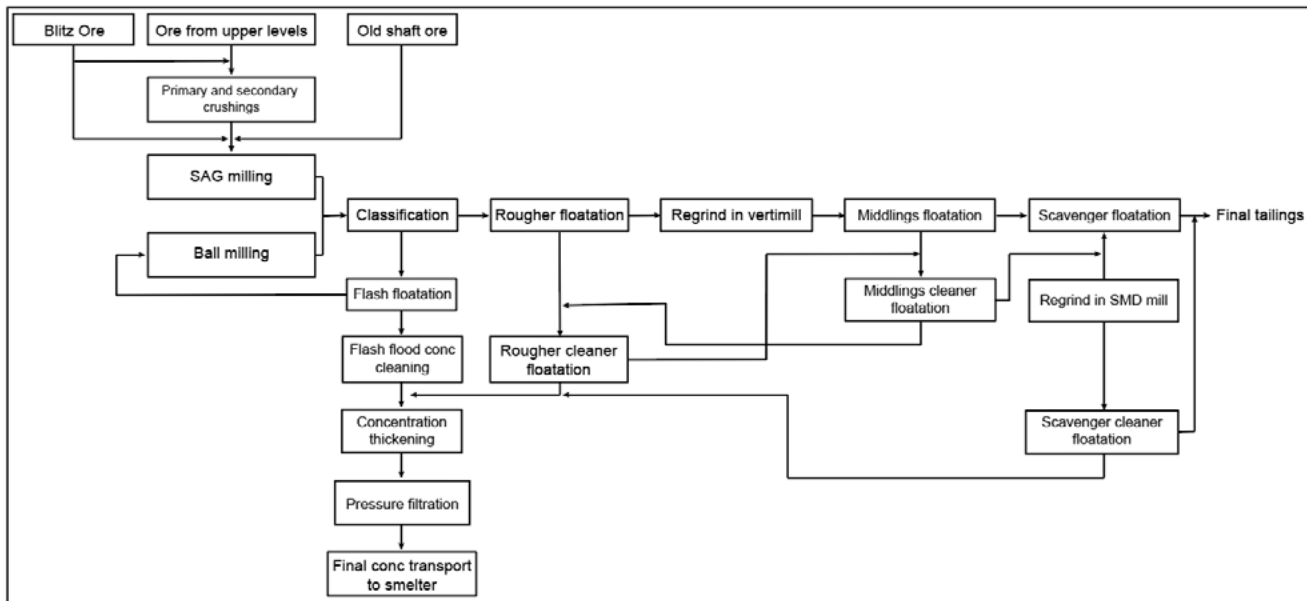 Blitz Ore
Ore from upper levels
Old shaft ore
Primary and secondary
crushings
SAG milling
Ball milling
Classification
Rougher floatation
Regrind in vertimill
Middlings floatation
Scavenger floatation
Final tailings
Flash floatation
Middlings cleaner
floatation
Regrind in SMD mill
Flash flood conc
cleaning
Rougher cleaner
floatation
Concentration
thickening
Scavenger cleaner
floatation
Pressure filtration
Final conc transport
to smelter